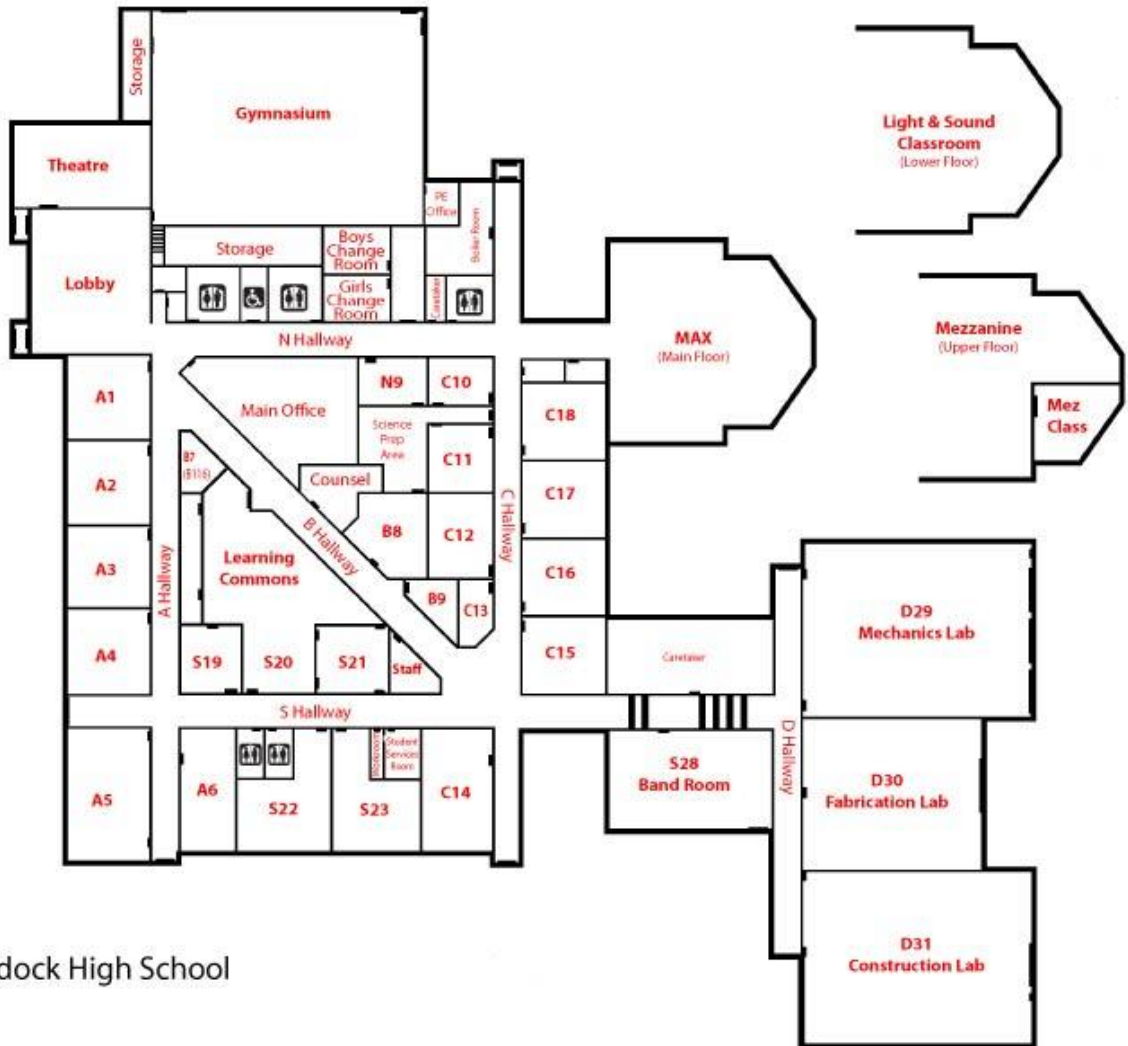 Storage
Gymnasium
Theatre
Light & Sound
Classroom
(Lower Floor)
PE
Office
Boiler Room
Storage
Boys
Change
Room
Lobby
Girls
Change
Room
Caretaker
N Hallway
MAX
(Main Floor)
Mezzanine
(Upper Floor)
Mez
Class
A1
Main Office
N9
C10
C18
Science
Prep
Area
C11
B7
(B116)
A2
Counsel
C17
C Hallway
B8
C12
B Hallway
A Hallway
Learning
Commons
A3
C16
B9
C13
D29
Mechanics Lab
A4
S19
S20
S21
Staff
C15
Caretaker
S Hallway
D Hallway
Workroom
Student
Services
Room
A5
A6
S22
S23
C14
S28
Band Room
D30
Fabrication Lab
D31
Construction Lab
dock High School